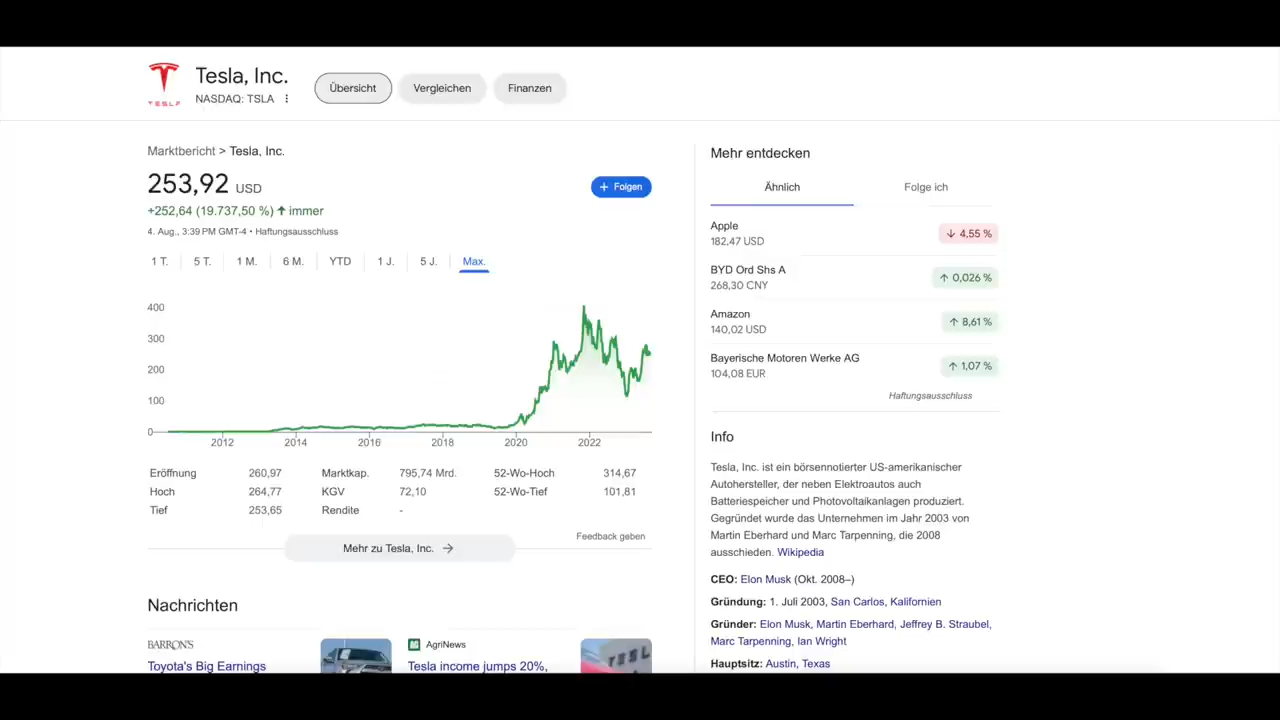 TESLA
Tesla, Inc.
NASDAQ: TSLA
Übersicht
Vergleichen
Finanzen
Marktbericht > Tesla, Inc.
253,92 USD
+ Folgen
+252,64 (19.737,50 %) ↑ immer
4. Aug., 3:39 PM GMT-4 • Haftungsausschluss
1 T.
5 T.
1 M.
6 M.
YTD
1 J.
5 J.
Max.
400
300
200
100
0
2012
2014
2016
2018
2020
2022
Eröffnung 260,97 Marktkap. 795,74 Mrd. 52-Wo-Hoch 314,67
Hoch 264,77 KGV 72,10 52-Wo-Tief 101,81
Tief 253,65 Rendite -
Feedback geben
Mehr zu Tesla, Inc. →
Nachrichten
BARRON'S
Toyota's Big Earnings
AgriNews
Tesla income jumps 20%,
TESL
Mehr entdecken
Ähnlich
Folge ich
Apple
182,47 USD
↓ 4,55 %
BYD Ord Shs A
268,30 CNY
↑ 0,026 %
Amazon
140,02 USD
↑ 8,61 %
Bayerische Motoren Werke AG
104,08 EUR
↑ 1,07 %
Haftungsausschluss
Info
Tesla, Inc. ist ein börsennotierter US-amerikanischer
Autohersteller, der neben Elektroautos auch
Batteriespeicher und Photovoltaikanlagen produziert.
Gegründet wurde das Unternehmen im Jahr 2003 von
Martin Eberhard und Marc Tarpenning, die 2008
ausschieden. Wikipedia
CEO: Elon Musk (Okt. 2008–)
Gründung: 1. Juli 2003, San Carlos, Kalifornien
Gründer: Elon Musk, Martin Eberhard, Jeffrey B. Straubel,
Marc Tarpenning, Ian Wright
Hauptsitz: Austin, Texas